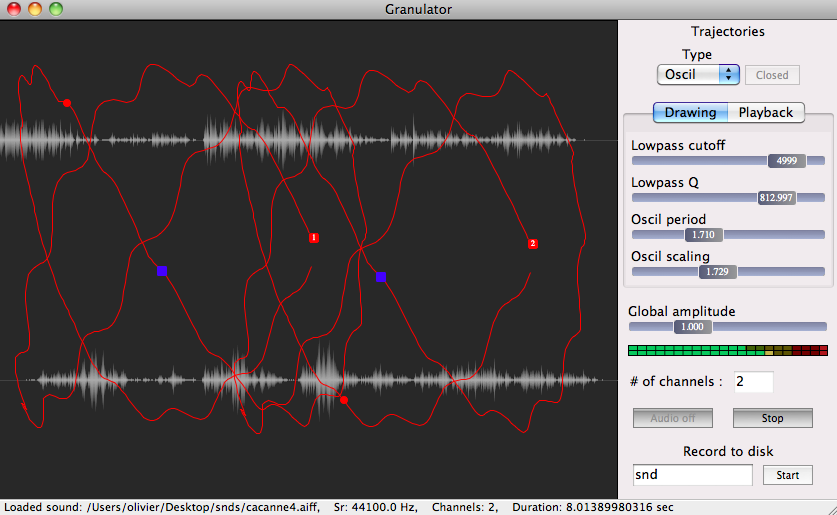 Granulator
Trajectories
Type
Oscil
Closed
Drawing
Playback
Lowpass cutoff
4999
Lowpass Q
812.997
Oscil period
1.710
Oscil scaling
1.729
1
2
Global amplitude
1.000
# of channels :
2
Audio off
Stop
Record to disk
snd
Start
Loaded sound: /Users/olivier/Desktop/snds/cacanne4.aiff, Sr: 44100.0 Hz, Channels: 2, Duration: 8.01389980316 sec